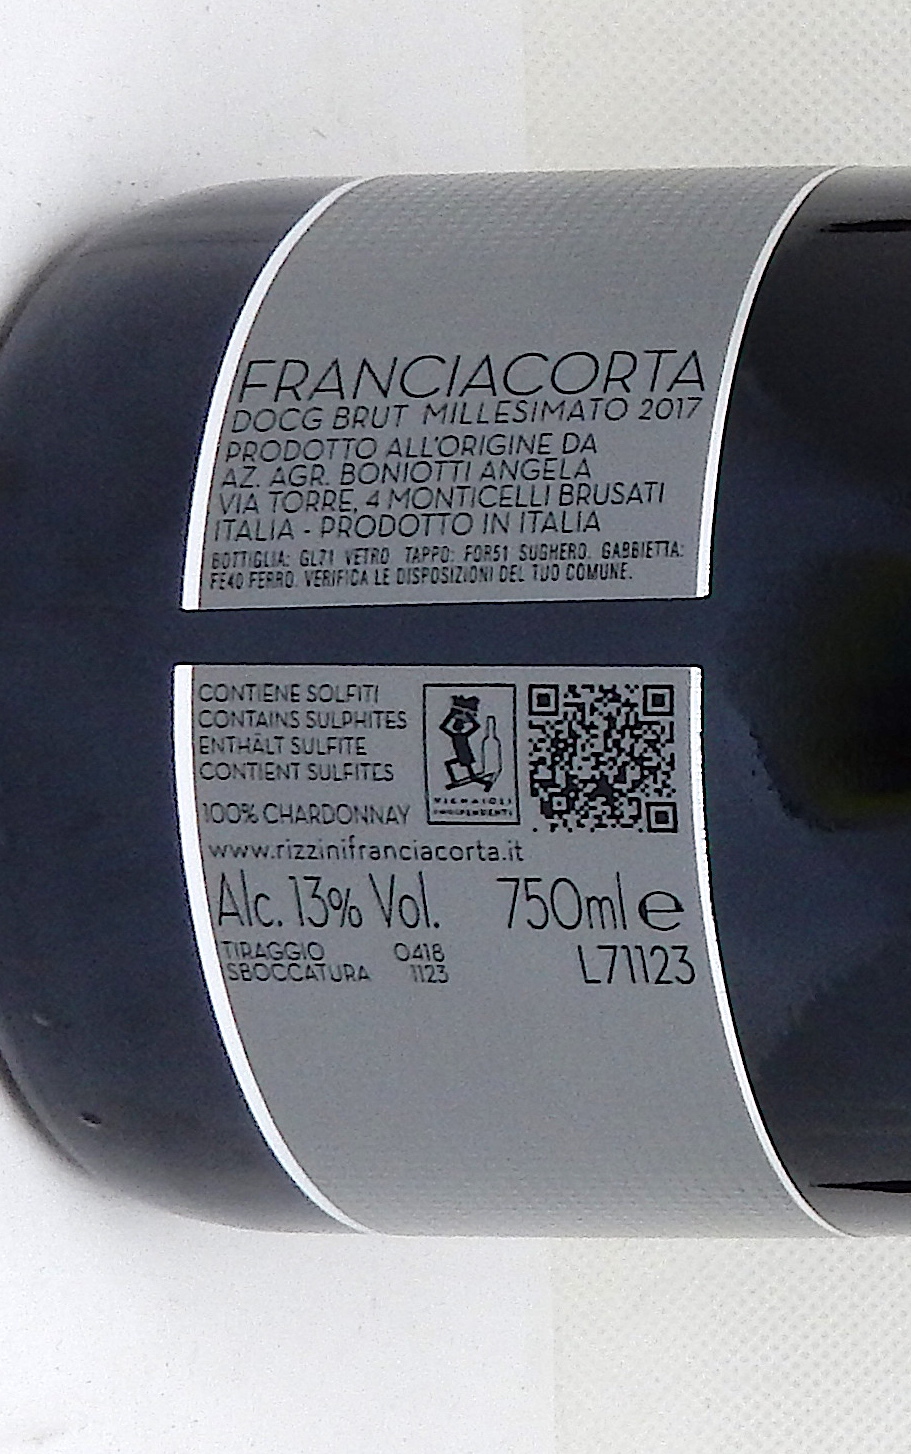 FRANCIACORTA
DOCG BRUT MILLESIMATO 2017
PRODOTTO ALL'ORIGINE DA
AZ. AGR. BONIOTTI ANGELA
VIA TORRE, 4 MONTICELLI BRUSATI
ITALIA - PRODOTTO IN ITALIA
BOTTIGLIA: GL71 VETRO TAPPO: FOR51 SUGHERO. GABBIETTA:
FE40 FERRO. VERIFICA LE DISPOSIZIONI DEL TUO COMUNE.
CONTIENE SOLFITI
CONTAINS SULPHITES
ENTHÄLT SULFITE
CONTIENT SULFITES
100% CHARDONNAY
VIGNAIOLI
INDIPENDENTI
www.rizzinifranciacorta.it
Alc. 13% Vol. 750ml e
TIRAGGIO 0418
SBOCCATURA 1123
L71123